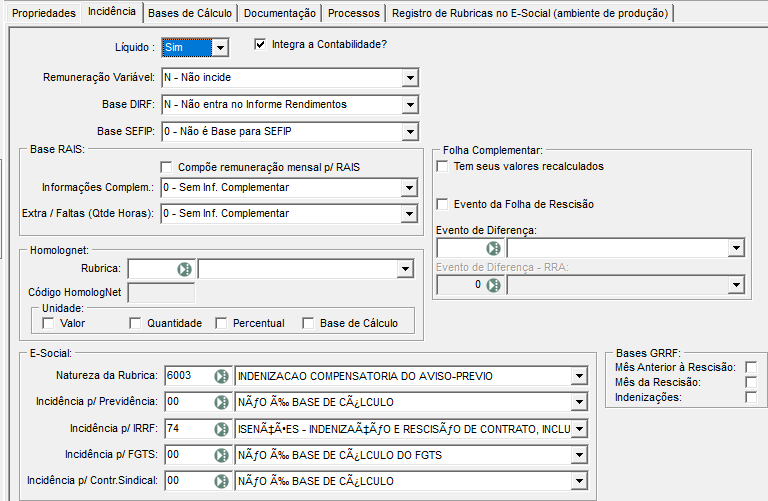 Propriedades Incidência Bases de Cálculo Documentação Processos Registro de Rubricas no E-Social (ambiente de produção)
Líquido : Sim Integra a Contabilidade?
Remuneração Variável: N - Não incide
Base DIRF: N - Não entra no Informe Rendimentos
Base SEFIP: 0 - Não é Base para SEFIP
Base RAIS:
Compõe remuneração mensal p/ RAIS
Informações Complem.: 0 - Sem Inf. Complementar
Extra / Faltas (Qtde Horas): 0 - Sem Inf. Complementar
Folha Complementar:
Tem seus valores recalculados
Evento da Folha de Rescisão
Evento de Diferença:
Evento de Diferença - RRA:
0
Homolognet:
Rubrica:
Código HomologNet
Unidade:
Valor Quantidade Percentual Base de Cálculo
E-Social:
Natureza da Rubrica: 6003 INDENIZACAO COMPENSATORIA DO AVISO-PREVIO
Incidência p/ Previdência: 00 NÃƒO Ã‰ BASE DE CÃ¿LCULO
Incidência p/ IRRF: 74 ISENÃ‡Ã•ES - INDENIZAÃ‡ÃƒO E RESCISÃƒO DE CONTRATO, INCLU
Incidência p/ FGTS: 00 NÃƒO Ã‰ BASE DE CÃ¿LCULO DO FGTS
Incidência p/ Contr.Sindical: 00 NÃƒO Ã‰ BASE DE CÃ¿LCULO
Bases GRRF:
Mês Anterior à Rescisão:
Mês da Rescisão:
Indenizações: